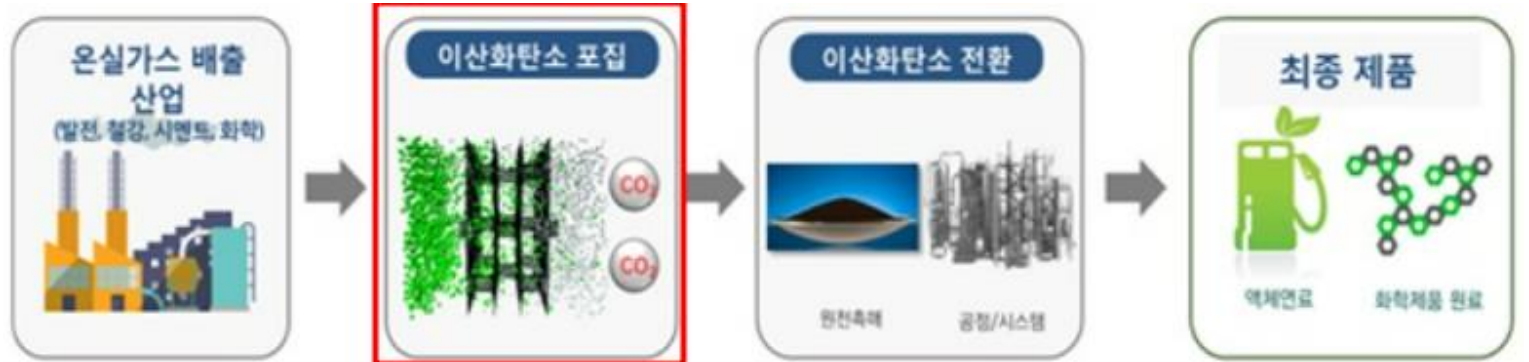 온실가스 배출
산업
(발전, 철강, 시멘트, 화학)
이산화탄소 포집
CO₂
CO₂
이산화탄소 전환
원천촉매
공정/시스템
최종 제품
액체연료
화학제품 원료